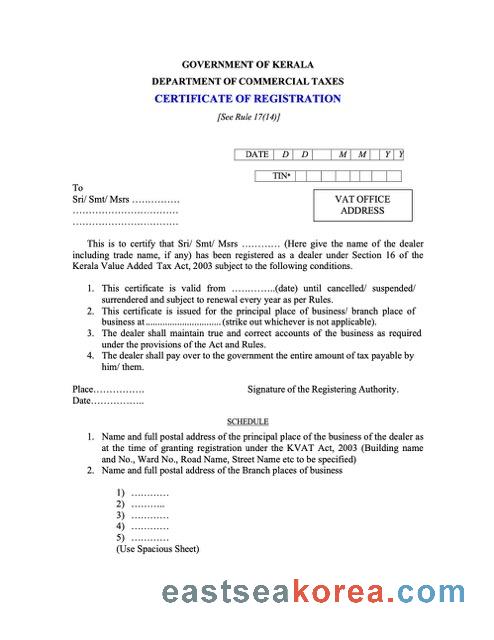 GOVERNMENT OF KERALA
DEPARTMENT OF COMMERCIAL TAXES
CERTIFICATE OF REGISTRATION
[See Rule 17(14)]
DATE D D M M Y Y
TIN*
To
Sri/ Smt/ Msrs ……………
……………………………
……………………………
VAT OFFICE
ADDRESS
This is to certify that Sri/ Smt/ Msrs ………… (Here give the name of the dealer
including trade name, if any) has been registered as a dealer under Section 16 of the
Kerala Value Added Tax Act, 2003 subject to the following conditions.
1. This certificate is valid from …………..(date) until cancelled/ suspended/
surrendered and subject to renewal every year as per Rules.
2. This certificate is issued for the principal place of business/ branch place of
business at............................(strike out whichever is not applicable).
3. The dealer shall maintain true and correct accounts of the business as required
under the provisions of the Act and Rules.
4. The dealer shall pay over to the government the entire amount of tax payable by
him/ them.
Place…………….
Signature of the Registering Authority.
Date……………..
SCHEDULE
1. Name and full postal address of the principal place of the business of the dealer as
at the time of granting registration under the KVAT Act, 2003 (Building name
and No., Ward No., Road Name, Street Name etc to be specified)
2. Name and full postal address of the Branch places of business
1) …………
2) ………..
3) …………
4) …………
5) …………
(Use Spacious Sheet)
eastseakorea.com